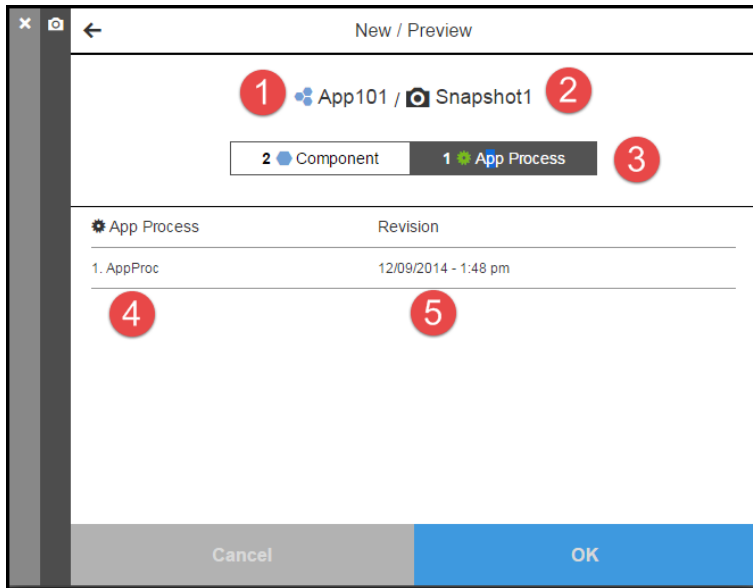 New / Preview
1 App101 / Snapshot1 2
2 Component 1 App Process 3
App Process Revision
1. AppProc 12/09/2014 - 1:48 pm
4 5
Cancel OK